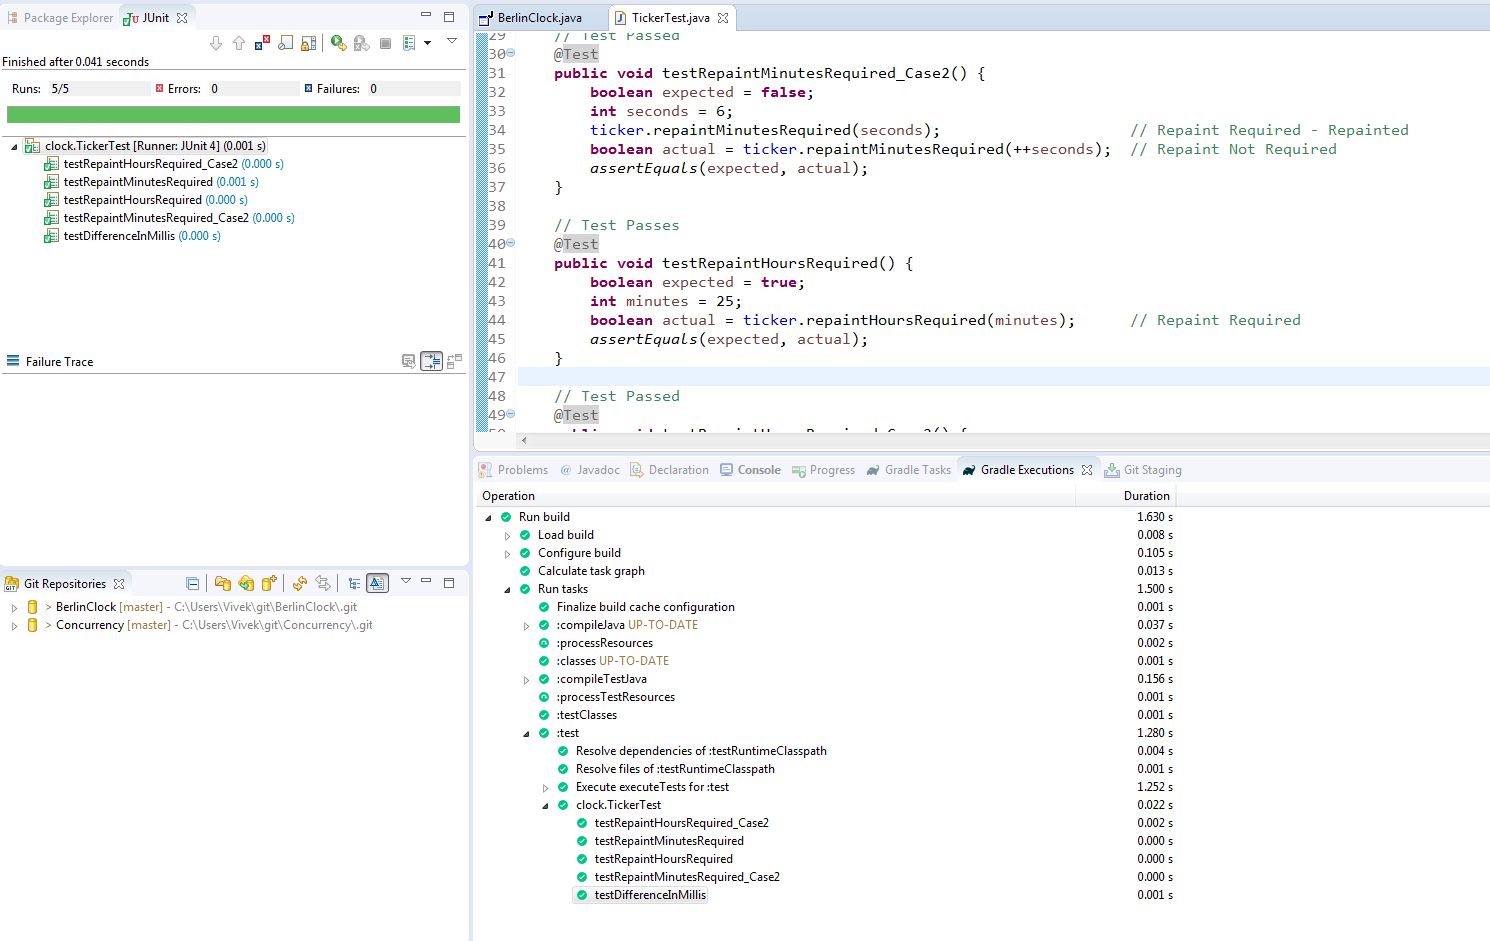 Package Explorer JUnit
Finished after 0.041 seconds
Runs: 5/5 Errors: 0 Failures: 0
clock.TickerTest [Runner: JUnit 4] (0.001 s)
testRepaintHoursRequired_Case2 (0.000 s)
testRepaintMinutesRequired (0.001 s)
testRepaintHoursRequired (0.000 s)
testRepaintMinutesRequired_Case2 (0.000 s)
testDifferenceInMillis (0.000 s)
Failure Trace
Git Repositories
> BerlinClock [master] - C:\Users\Vivek\git\BerlinClock\.git
> Concurrency [master] - C:\Users\Vivek\git\Concurrency\.git
BerlinClock.java TickerTest.java
29 // Test Passed
30 @Test
31 public void testRepaintMinutesRequired_Case2() {
32 boolean expected = false;
33 int seconds = 6;
34 ticker.repaintMinutesRequired(seconds); // Repaint Required - Repainted
35 boolean actual = ticker.repaintMinutesRequired(++seconds); // Repaint Not Required
36 assertEquals(expected, actual);
37 }
38
39 // Test Passes
40 @Test
41 public void testRepaintHoursRequired() {
42 boolean expected = true;
43 int minutes = 25;
44 boolean actual = ticker.repaintHoursRequired(minutes); // Repaint Required
45 assertEquals(expected, actual);
46 }
47
48 // Test Passed
49 @Test
Problems Javadoc Declaration Console Progress Gradle Tasks Gradle Executions Git Staging
Operation Duration
Run build 1.630 s
Load build 0.008 s
Configure build 0.105 s
Calculate task graph 0.013 s
Run tasks 1.500 s
Finalize build cache configuration 0.001 s
:compileJava UP-TO-DATE 0.037 s
:processResources 0.002 s
:classes UP-TO-DATE 0.001 s
:compileTestJava 0.156 s
:processTestResources 0.001 s
:testClasses 0.001 s
:test 1.280 s
Resolve dependencies of :testRuntimeClasspath 0.004 s
Resolve files of :testRuntimeClasspath 0.001 s
Execute executeTests for :test 1.252 s
clock.TickerTest 0.022 s
testRepaintHoursRequired_Case2 0.002 s
testRepaintMinutesRequired 0.000 s
testRepaintHoursRequired 0.000 s
testRepaintMinutesRequired_Case2 0.000 s
testDifferenceInMillis 0.001 s